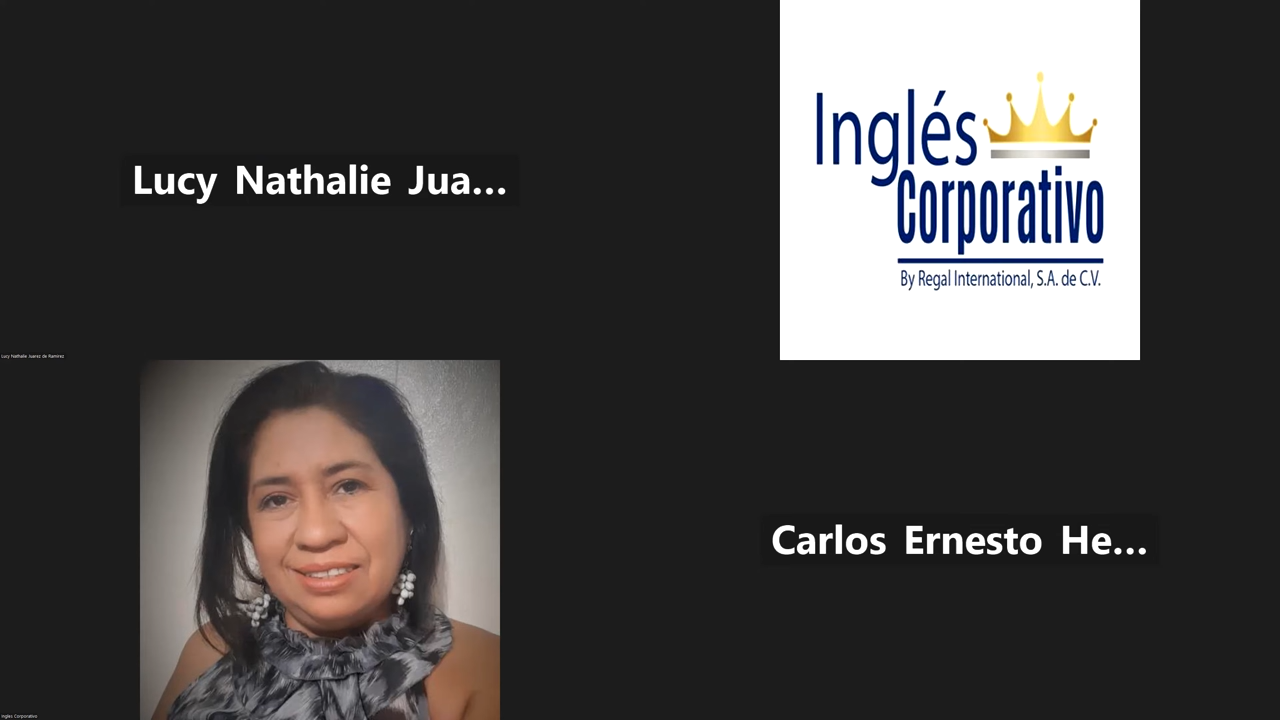 Lucy Nathalie Jua...
Inglés
Corporativo
By Regal International, S.A. de C.V.
Lucy Nathalie Juarez de Ramirez
Carlos Ernesto He...
Ingles Corporativo